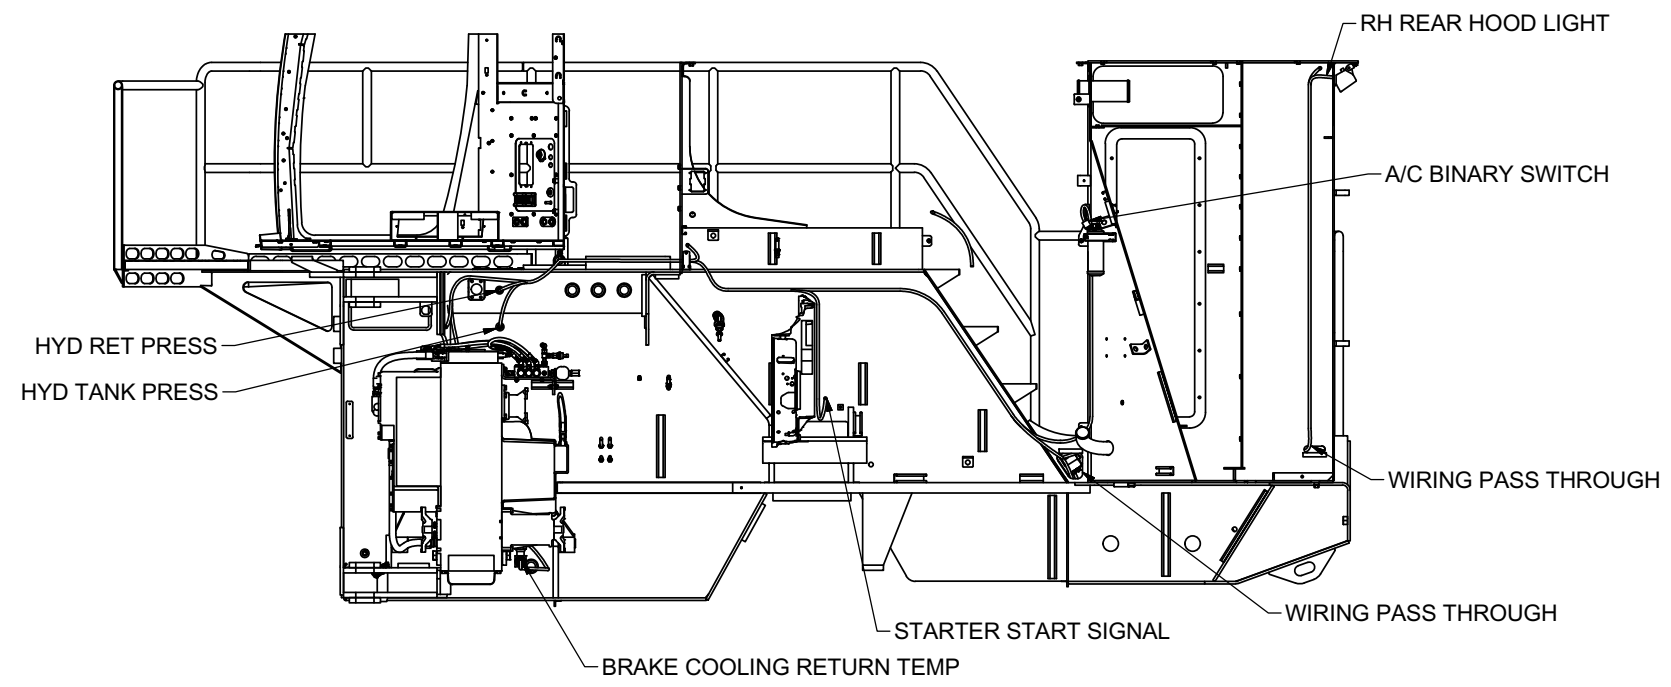 RH REAR HOOD LIGHT
A/C BINARY SWITCH
HYD RET PRESS
HYD TANK PRESS
WIRING PASS THROUGH
WIRING PASS THROUGH
STARTER START SIGNAL
BRAKE COOLING RETURN TEMP